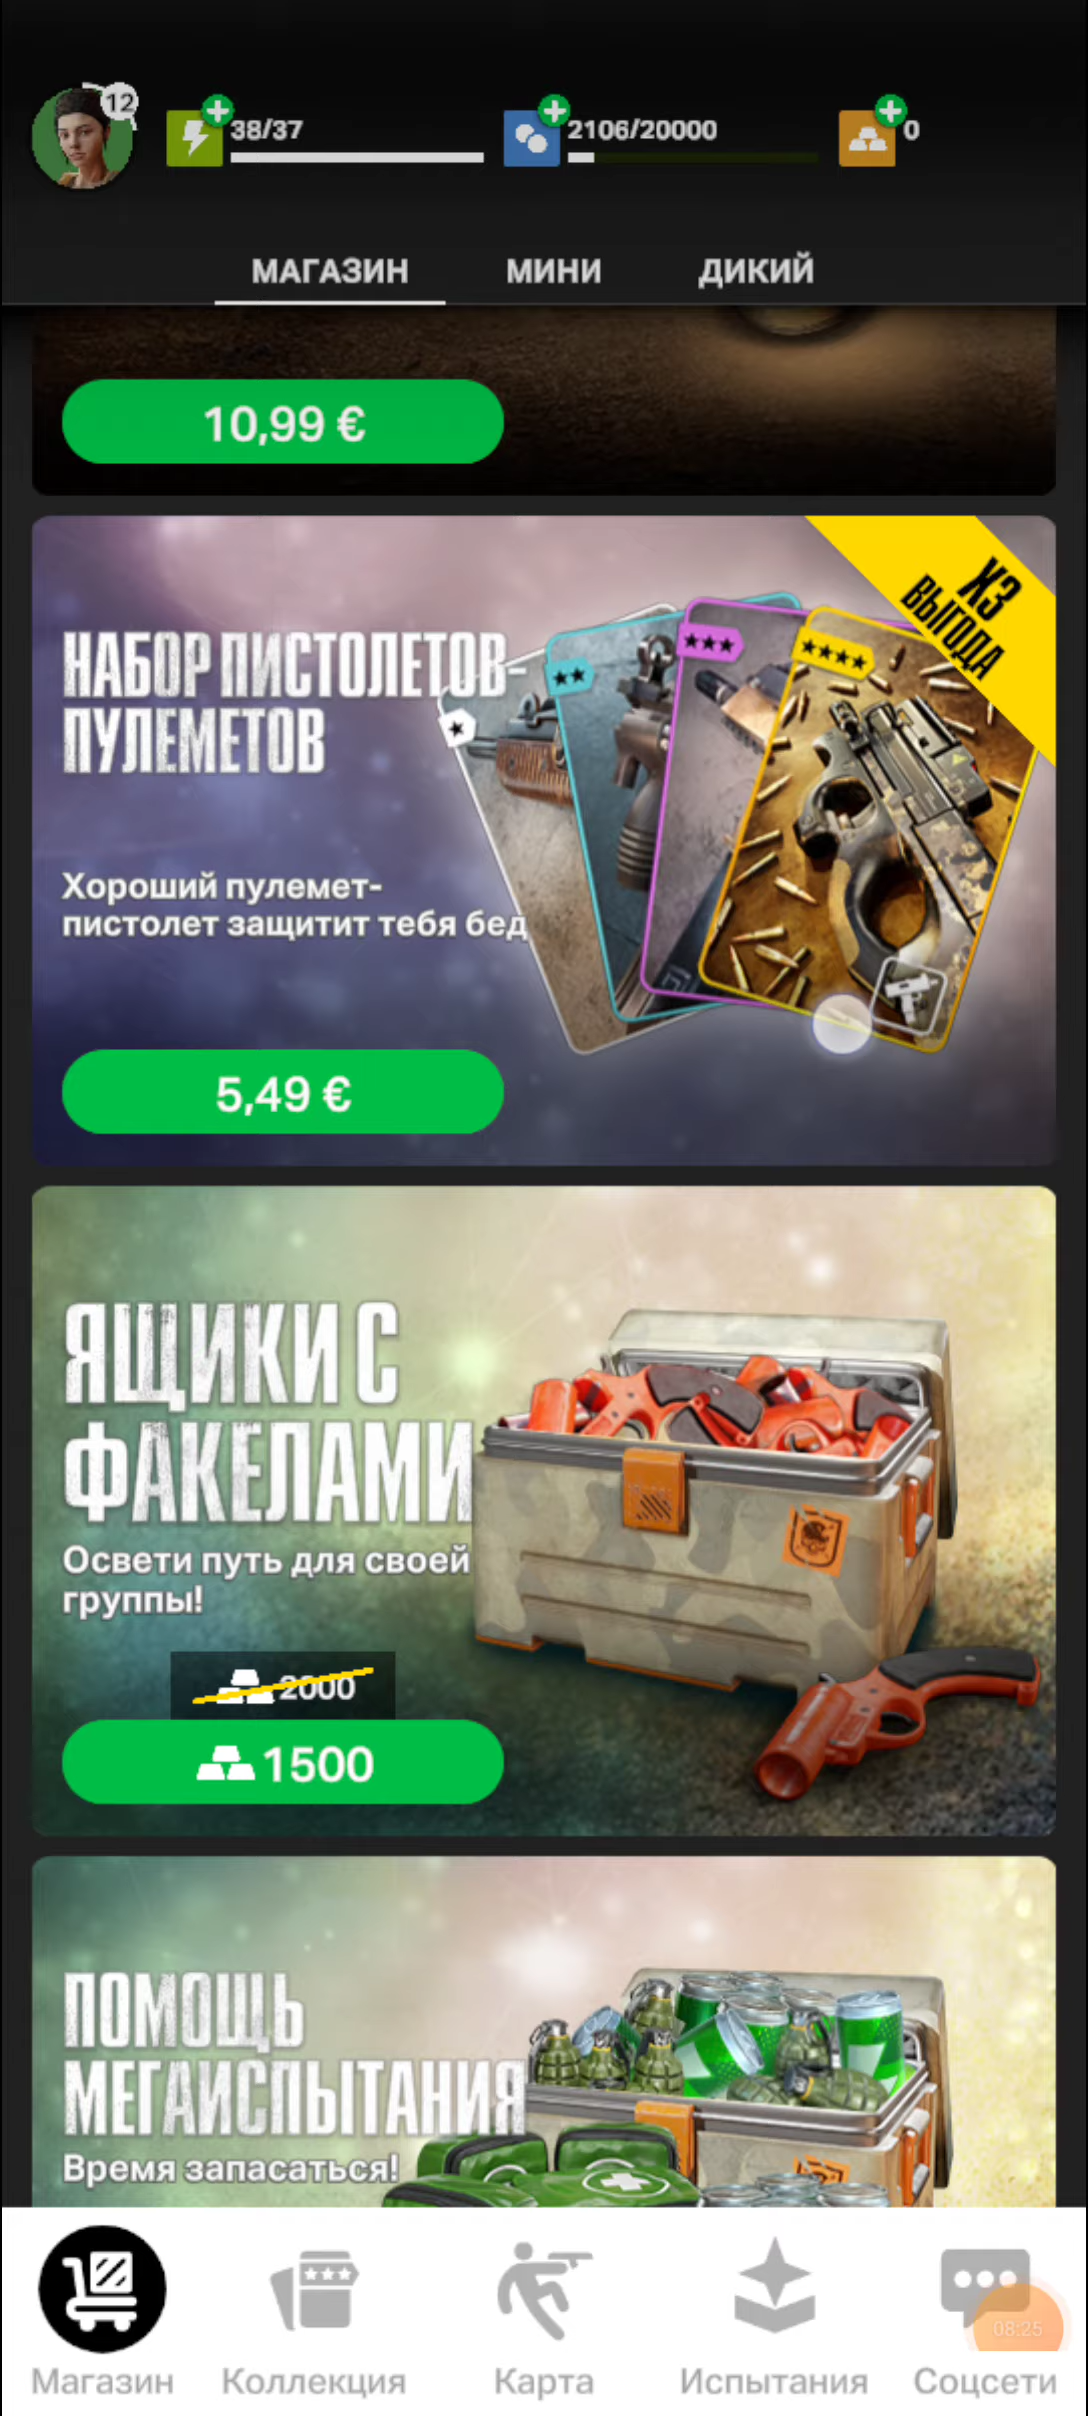 12
38/37
2106/20000
0
МАГАЗИН
МИНИ
ДИКИЙ
10,99 €
X3
ВЫГОДА
НАБОР ПИСТОЛЕТОВ-
ПУЛЕМЕТОВ
Хороший пулемет-
пистолет защитит тебя бед
5,49 €
ЯЩИКИ С
ФАКЕЛАМИ
Освети путь для своей
группы!
2000
1500
ПОМОЩЬ
МЕГАИСПЫТАНИЯ
Время запасаться!
Магазин
Коллекция
Карта
Испытания
Соцсети
08:25